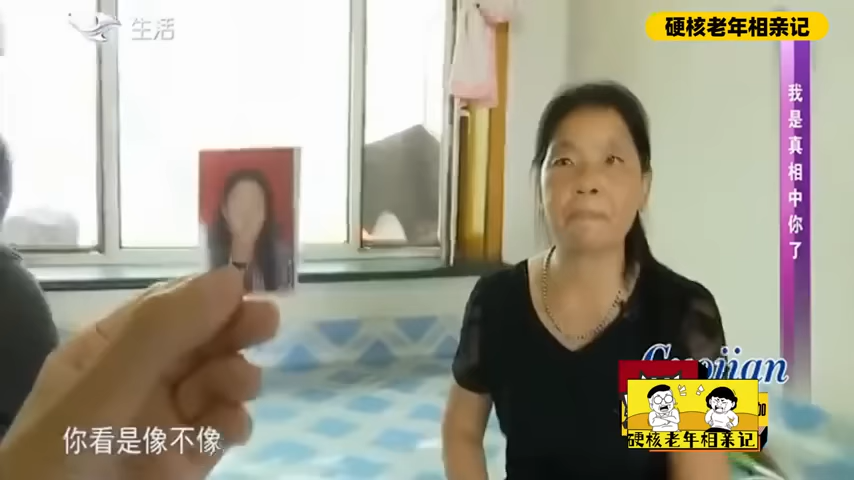 生活
硬核老年相亲记
我是真相中你了
你看是像不像
硬核老年相亲记